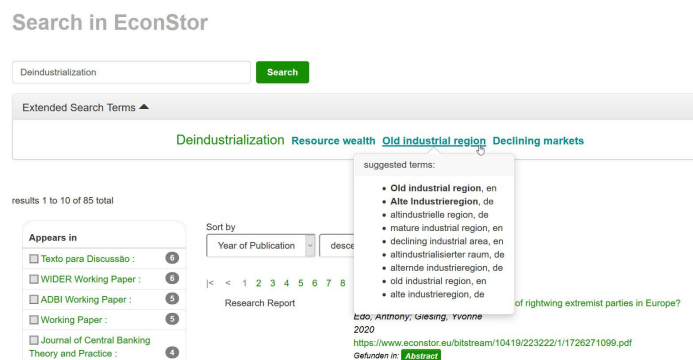 Search in EconStor
Deindustrialization
Search
Extended Search Terms
Deindustrialization Resource wealth Old industrial region Declining markets
suggested terms:
Old industrial region, en
Alte Industrieregion, de
altindustrielle region, de
mature industrial region, en
declining industrial area, en
altindustrialisierter raum, de
alternde industrieregion, de
old industrial region, en
alte industrieregion, de
results 1 to 10 of 85 total
Appears in
Texto para Discussão : 6
WIDER Working Paper : 6
ADBI Working Paper : 5
Working Paper : 5
Journal of Central Banking
Theory and Practice : 4
Sort by
Year of Publication desce
|< < 1 2 3 4 5 6 7 8
Research Report
of rightwing extremist parties in Europe?
Edo, Anthony; Giesing, Yvonne
2020
https://www.econstor.eu/bitstream/10419/223222/1/1726271099.pdf
Gefunden in: Abstract